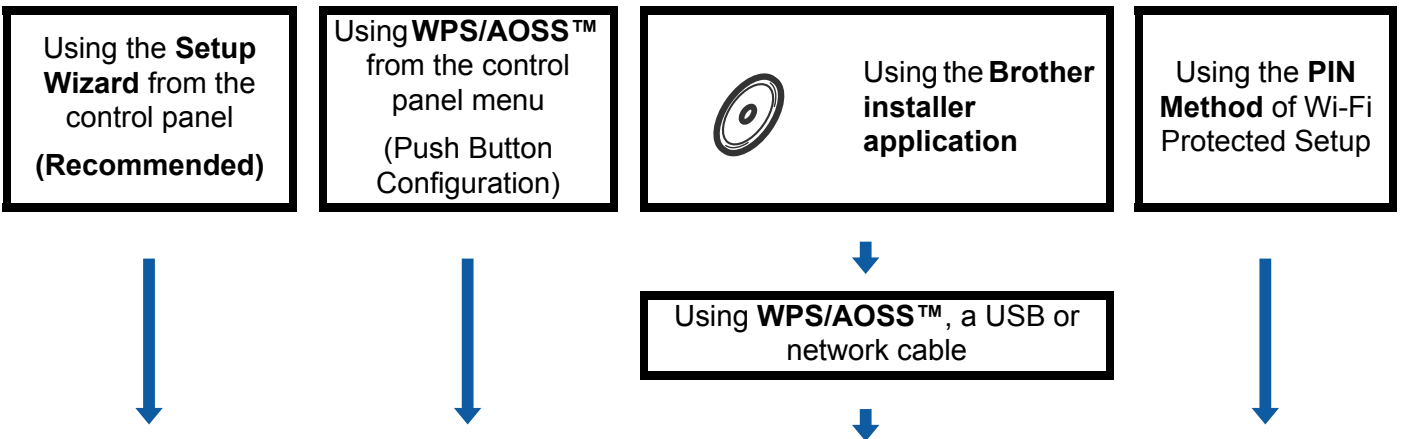 Using the Setup
Wizard from the
control panel
(Recommended)
Using WPS/AOSS™
from the control
panel menu
(Push Button
Configuration)
Using the Brother
installer
application
Using the PIN
Method of Wi-Fi
Protected Setup
Using WPS/AOSS™, a USB or
network cable